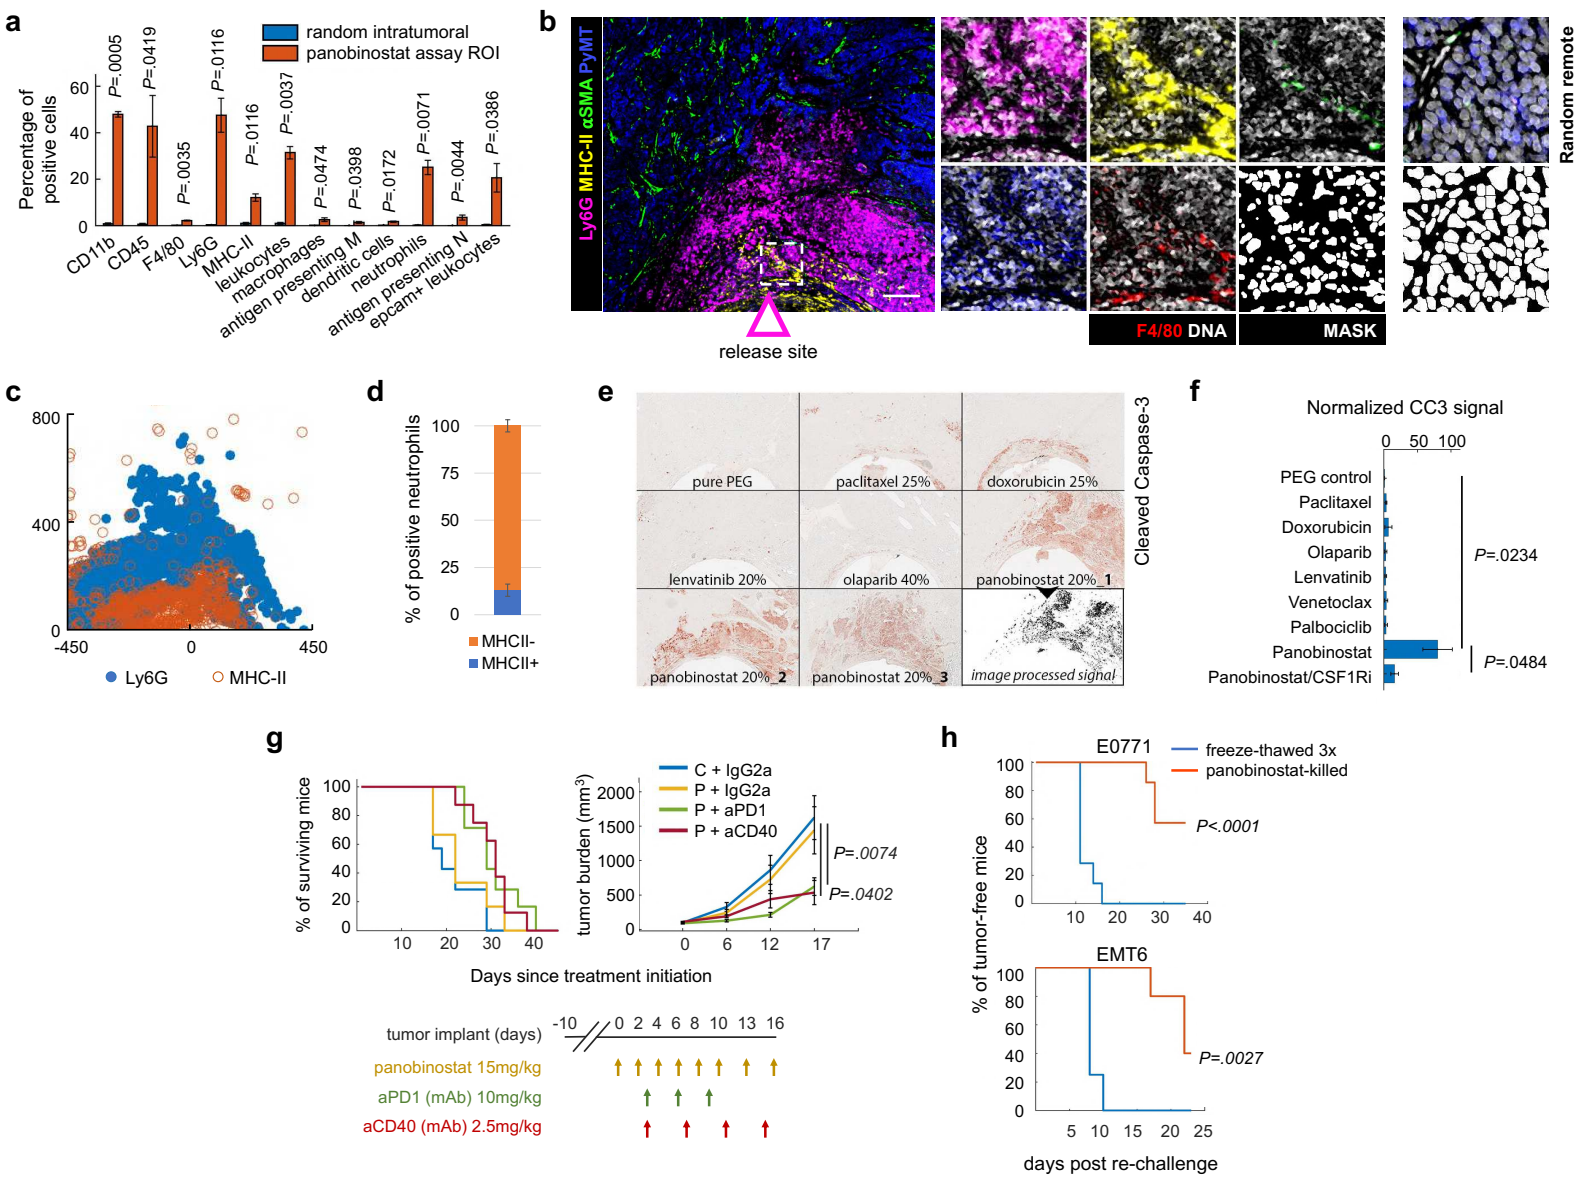 a
random intratumoral
panobinostat assay ROI
Percentage of
positive cells
60
40
20
0
P=.0005
P=.0419
P=.0035
P=.0116
P=.0116
P=.0037
P=.0474
P=.0398
P=.0172
P=.0071
P=.0044
P=.0386
CD11b
CD45
F4/80
Ly6G
MHC-II
leukocytes
macrophages
antigen presenting M
dendritic cells
neutrophils
antigen presenting N
epcam+ leukocytes
b
Ly6G MHC-II αSMA PyMT
release site
F4/80 DNA
MASK
Random remote
c
800
400
0
-450
0
450
Ly6G
MHC-II
d
% of positive neutrophils
100
75
50
25
0
MHCII-
MHCII+
e
pure PEG
paclitaxel 25%
doxorubicin 25%
lenvatinib 20%
olaparib 40%
panobinostat 20%_1
panobinostat 20%_2
panobinostat 20%_3
image processed signal
Cleaved Caspase-3
f
Normalized CC3 signal
0 50 100
PEG control
Paclitaxel
Doxorubicin
Olaparib
Lenvatinib
Venetoclax
Palbociclib
Panobinostat
Panobinostat/CSF1Ri
P=.0234
P=.0484
g
% of surviving mice
100
80
60
40
20
0
10 20 30 40
tumor burden (mm3)
2000
1500
1000
500
0
0 6 12 17
C + IgG2a
P + IgG2a
P + aPD1
P + aCD40
P=.0074
P=.0402
Days since treatment initiation
tumor implant (days)
-10 0 2 4 6 8 10 13 16
panobinostat 15mg/kg
aPD1 (mAb) 10mg/kg
aCD40 (mAb) 2.5mg/kg
h
E0771
freeze-thawed 3x
panobinostat-killed
% of tumor-free mice
100
80
60
40
20
0
10 20 30 40
P<.0001
EMT6
100
80
60
40
20
0
5 10 15 20 25
P=.0027
days post re-challenge